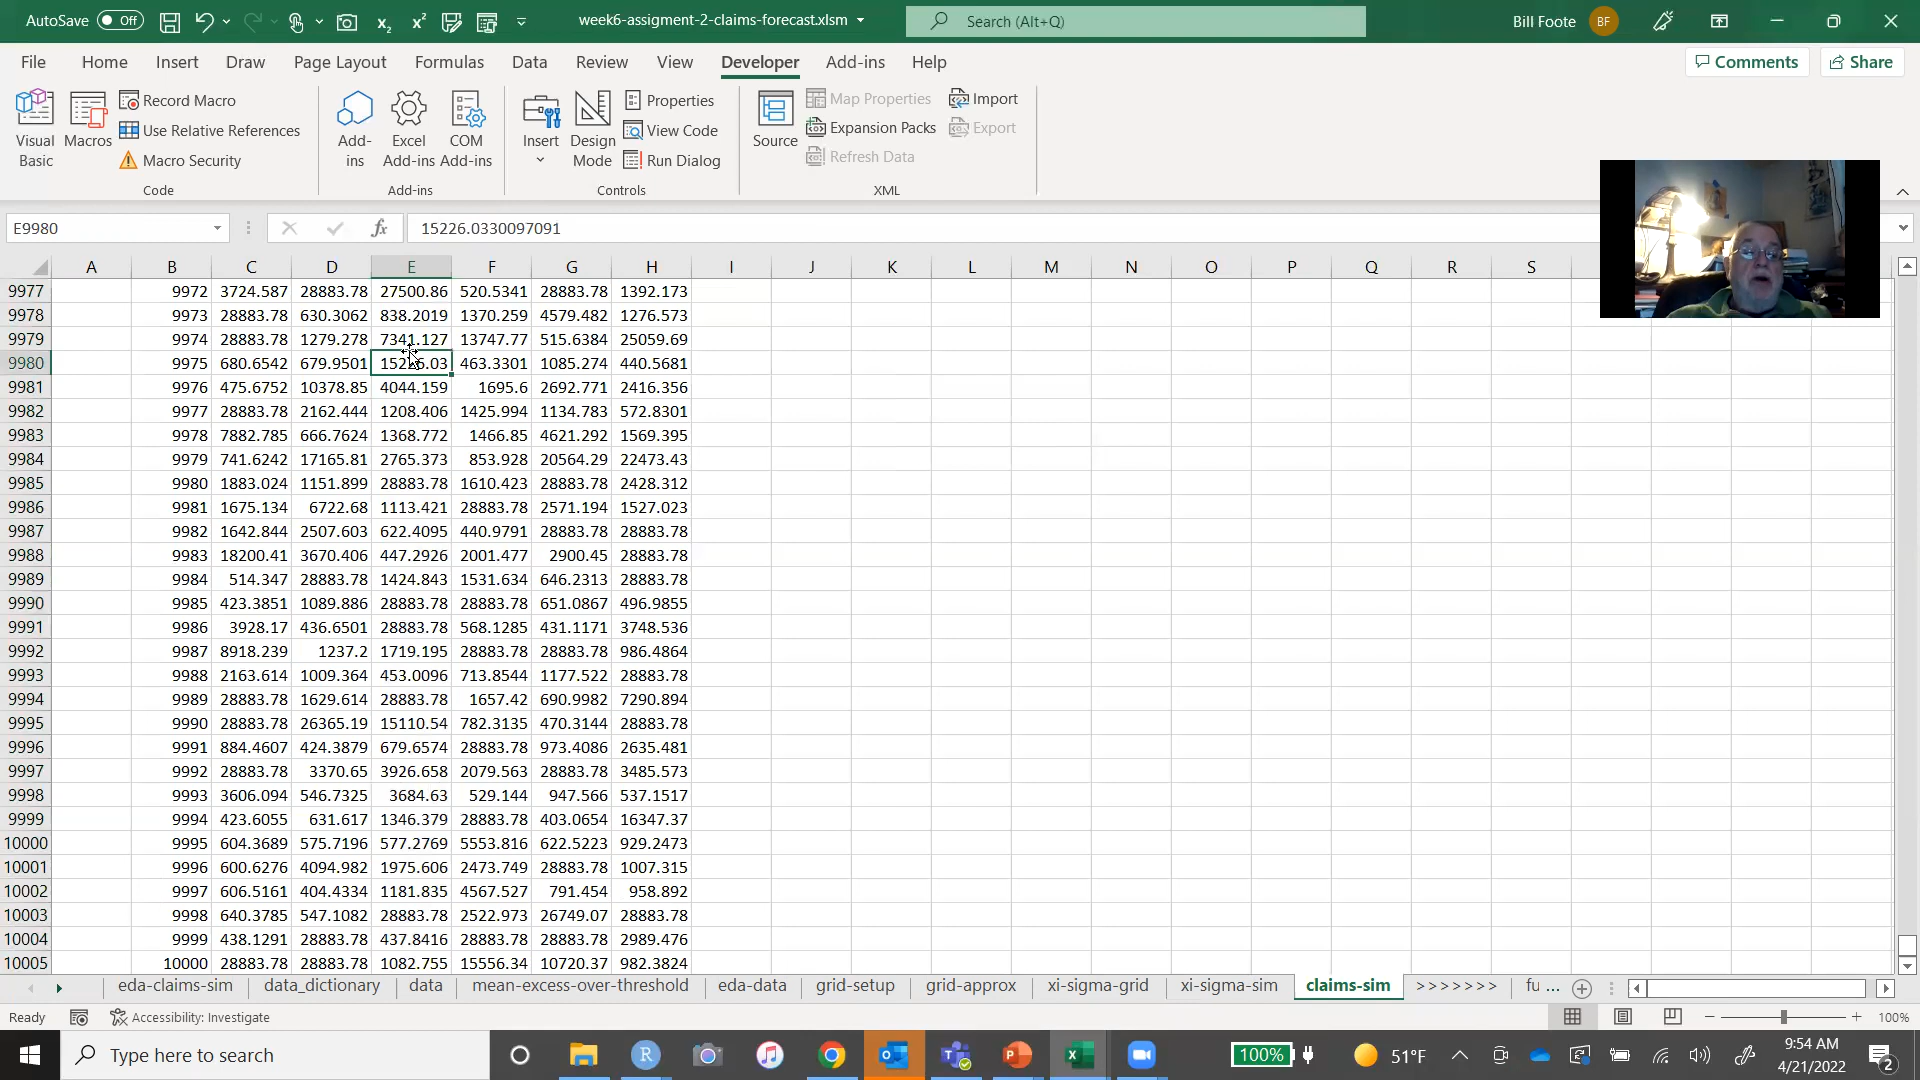 AutoSave Off week6-assigment-2-claims-forecast.xlsm Search (Alt+Q) Bill Foote BF
File Home Insert Draw Page Layout Formulas Data Review View Developer Add-ins Help Comments Share
Visual Basic
Macros
Record Macro
Use Relative References
Macro Security
Code
Add-ins
Excel Add-ins
COM Add-ins
Add-ins
Insert
Design Mode
Properties
View Code
Run Dialog
Controls
Source
Map Properties
Expansion Packs
Refresh Data
Import
Export
XML
E9980 fx 15226.0330097091
A B C D E F G H I J K L M N O P Q R S
9977 9972 3724.587 28883.78 27500.86 520.5341 28883.78 1392.173
9978 9973 28883.78 630.3062 838.2019 1370.259 4579.482 1276.573
9979 9974 28883.78 1279.278 7341.127 13747.77 515.6384 25059.69
9980 9975 680.6542 679.9501 15226.03 463.3301 1085.274 440.5681
9981 9976 475.6752 10378.85 4044.159 1695.6 2692.771 2416.356
9982 9977 28883.78 2162.444 1208.406 1425.994 1134.783 572.8301
9983 9978 7882.785 666.7624 1368.772 1466.85 4621.292 1569.395
9984 9979 741.6242 17165.81 2765.373 853.928 20564.29 22473.43
9985 9980 1883.024 1151.899 28883.78 1610.423 28883.78 2428.312
9986 9981 1675.134 6722.68 1113.421 28883.78 2571.194 1527.023
9987 9982 1642.844 2507.603 622.4095 440.9791 28883.78 28883.78
9988 9983 18200.41 3670.406 447.2926 2001.477 2900.45 28883.78
9989 9984 514.347 28883.78 1424.843 1531.634 646.2313 28883.78
9990 9985 423.3851 1089.886 28883.78 28883.78 651.0867 496.9855
9991 9986 3928.17 436.6501 28883.78 568.1285 431.1171 3748.536
9992 9987 8918.239 1237.2 1719.195 28883.78 28883.78 986.4864
9993 9988 2163.614 1009.364 453.0096 713.8544 1177.522 28883.78
9994 9989 28883.78 1629.614 28883.78 1657.42 690.9982 7290.894
9995 9990 28883.78 26365.19 15110.54 782.3135 470.3144 28883.78
9996 9991 884.4607 424.3879 679.6574 28883.78 973.4086 2635.481
9997 9992 28883.78 3370.65 3926.658 2079.563 28883.78 3485.573
9998 9993 3606.094 546.7325 3684.63 529.144 947.566 537.1517
9999 9994 423.6055 631.617 1346.379 28883.78 403.0654 16347.37
10000 9995 604.3689 575.7196 577.2769 5553.816 622.5223 929.2473
10001 9996 600.6276 4094.982 1975.606 2473.749 28883.78 1007.315
10002 9997 606.5161 404.4334 1181.835 4567.527 791.454 958.892
10003 9998 640.3785 547.1082 28883.78 2522.973 26749.07 28883.78
10004 9999 438.1291 28883.78 437.8416 28883.78 28883.78 2989.476
10005 10000 28883.78 28883.78 1082.755 15556.34 10720.37 982.3824
eda-claims-sim data_dictionary data mean-excess-over-threshold eda-data grid-setup grid-approx xi-sigma-grid xi-sigma-sim claims-sim >>>>>>> fu ...
Ready Accessibility: Investigate 100%
Type here to search 100% 51°F 9:54 AM
4/21/2022 2